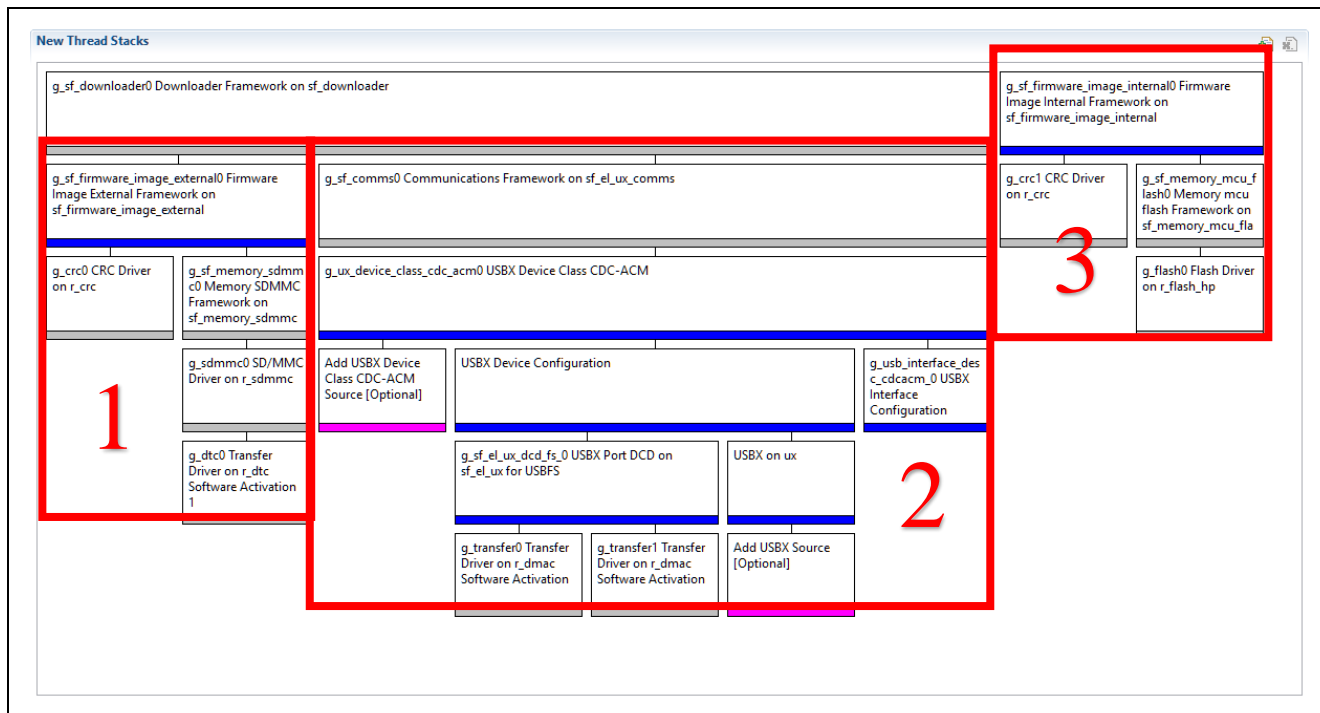 New Thread Stacks
g_sf_downloader0 Downloader Framework on sf_downloader
g_sf_firmware_image_internal0 Firmware
Image Internal Framework on
sf_firmware_image_internal
g_sf_firmware_image_external0 Firmware
Image External Framework on
sf_firmware_image_external
g_sf_comms0 Communications Framework on sf_el_ux_comms
g_crc1 CRC Driver
on r_crc
g_sf_memory_mcu_f
lash0 Memory mcu
flash Framework on
sf_memory_mcu_fla
g_crc0 CRC Driver
on r_crc
g_sf_memory_sdmm
c0 Memory SDMMC
Framework on
sf_memory_sdmmc
g_ux_device_class_cdc_acm0 USBX Device Class CDC-ACM
g_flash0 Flash Driver
on r_flash_hp
3
g_sdmmc0 SD/MMC
Driver on r_sdmmc
Add USBX Device
Class CDC-ACM
Source [Optional]
USBX Device Configuration
g_usb_interface_des
c_cdcacm_0 USBX
Interface
Configuration
1
g_dtc0 Transfer
Driver on r_dtc
Software Activation
1
g_sf_el_ux_dcd_fs_0 USBX Port DCD on
sf_el_ux for USBFS
USBX on ux
2
g_transfer0 Transfer
Driver on r_dmac
Software Activation
g_transfer1 Transfer
Driver on r_dmac
Software Activation
Add USBX Source
[Optional]